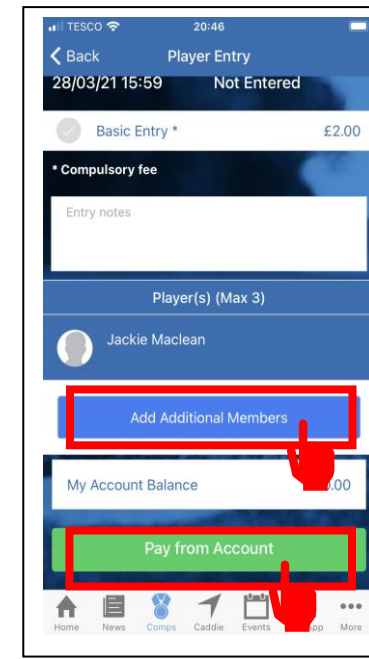 TESCO 20:46
Back Player Entry
28/03/21 15:59 Not Entered
Basic Entry * £2.00
* Compulsory fee
Entry notes
Player(s) (Max 3)
Jackie Maclean
Add Additional Members
My Account Balance .00
Pay from Account
Home News Comps Caddie Events pp More